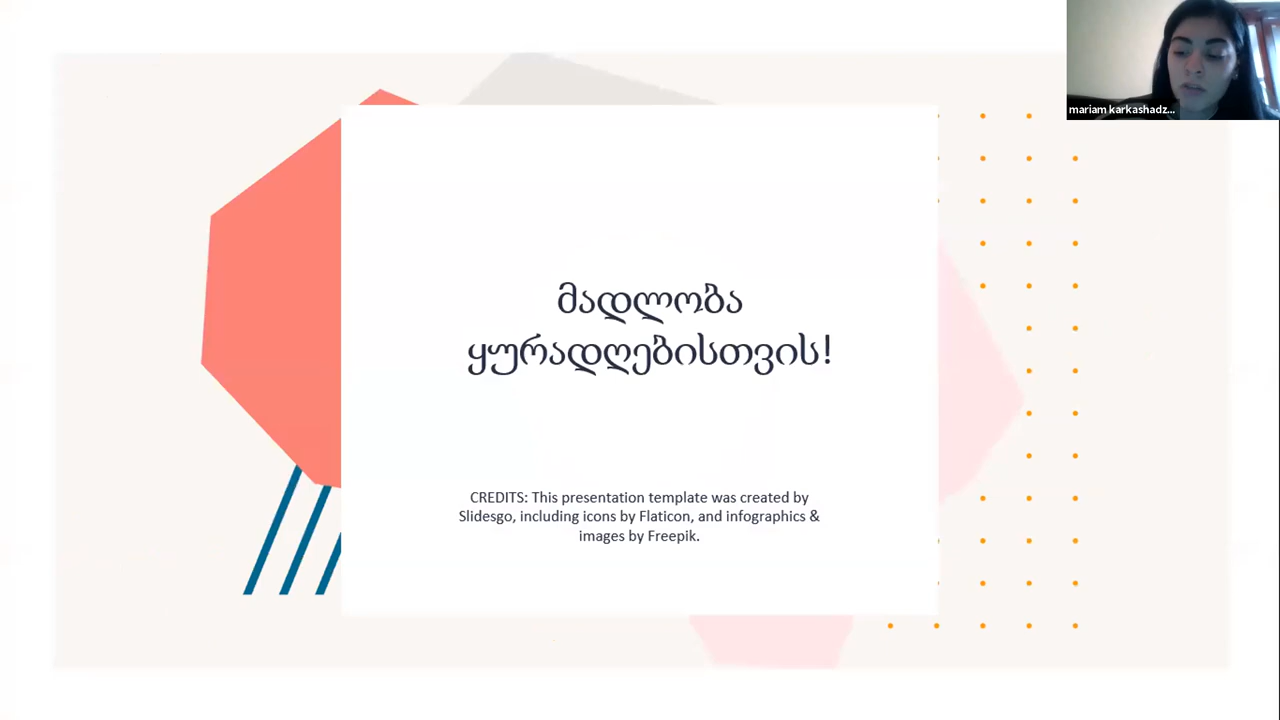 mariam karkashadz...
მადლობა
ყურადღებისთვის!
CREDITS: This presentation template was created by
Slidesgo, including icons by Flaticon, and infographics &
images by Freepik.